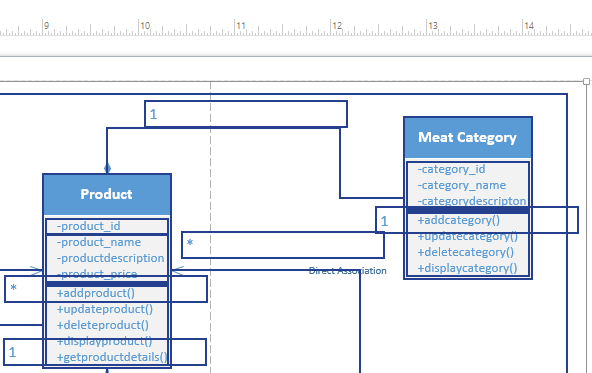 9 10 11 12 13 14
1
Meat Category
-category_id
-category_name
-categorydescripton
1
+addcategory()
+updatecategory()
+deletecategory()
+displaycategory()
Product
-product_id
-product_name
-productdescription
-product_price
*
Direct Association
*
+addproduct()
+updateproduct()
+deleteproduct()
+displayproduct()
1
+getproductdetails()